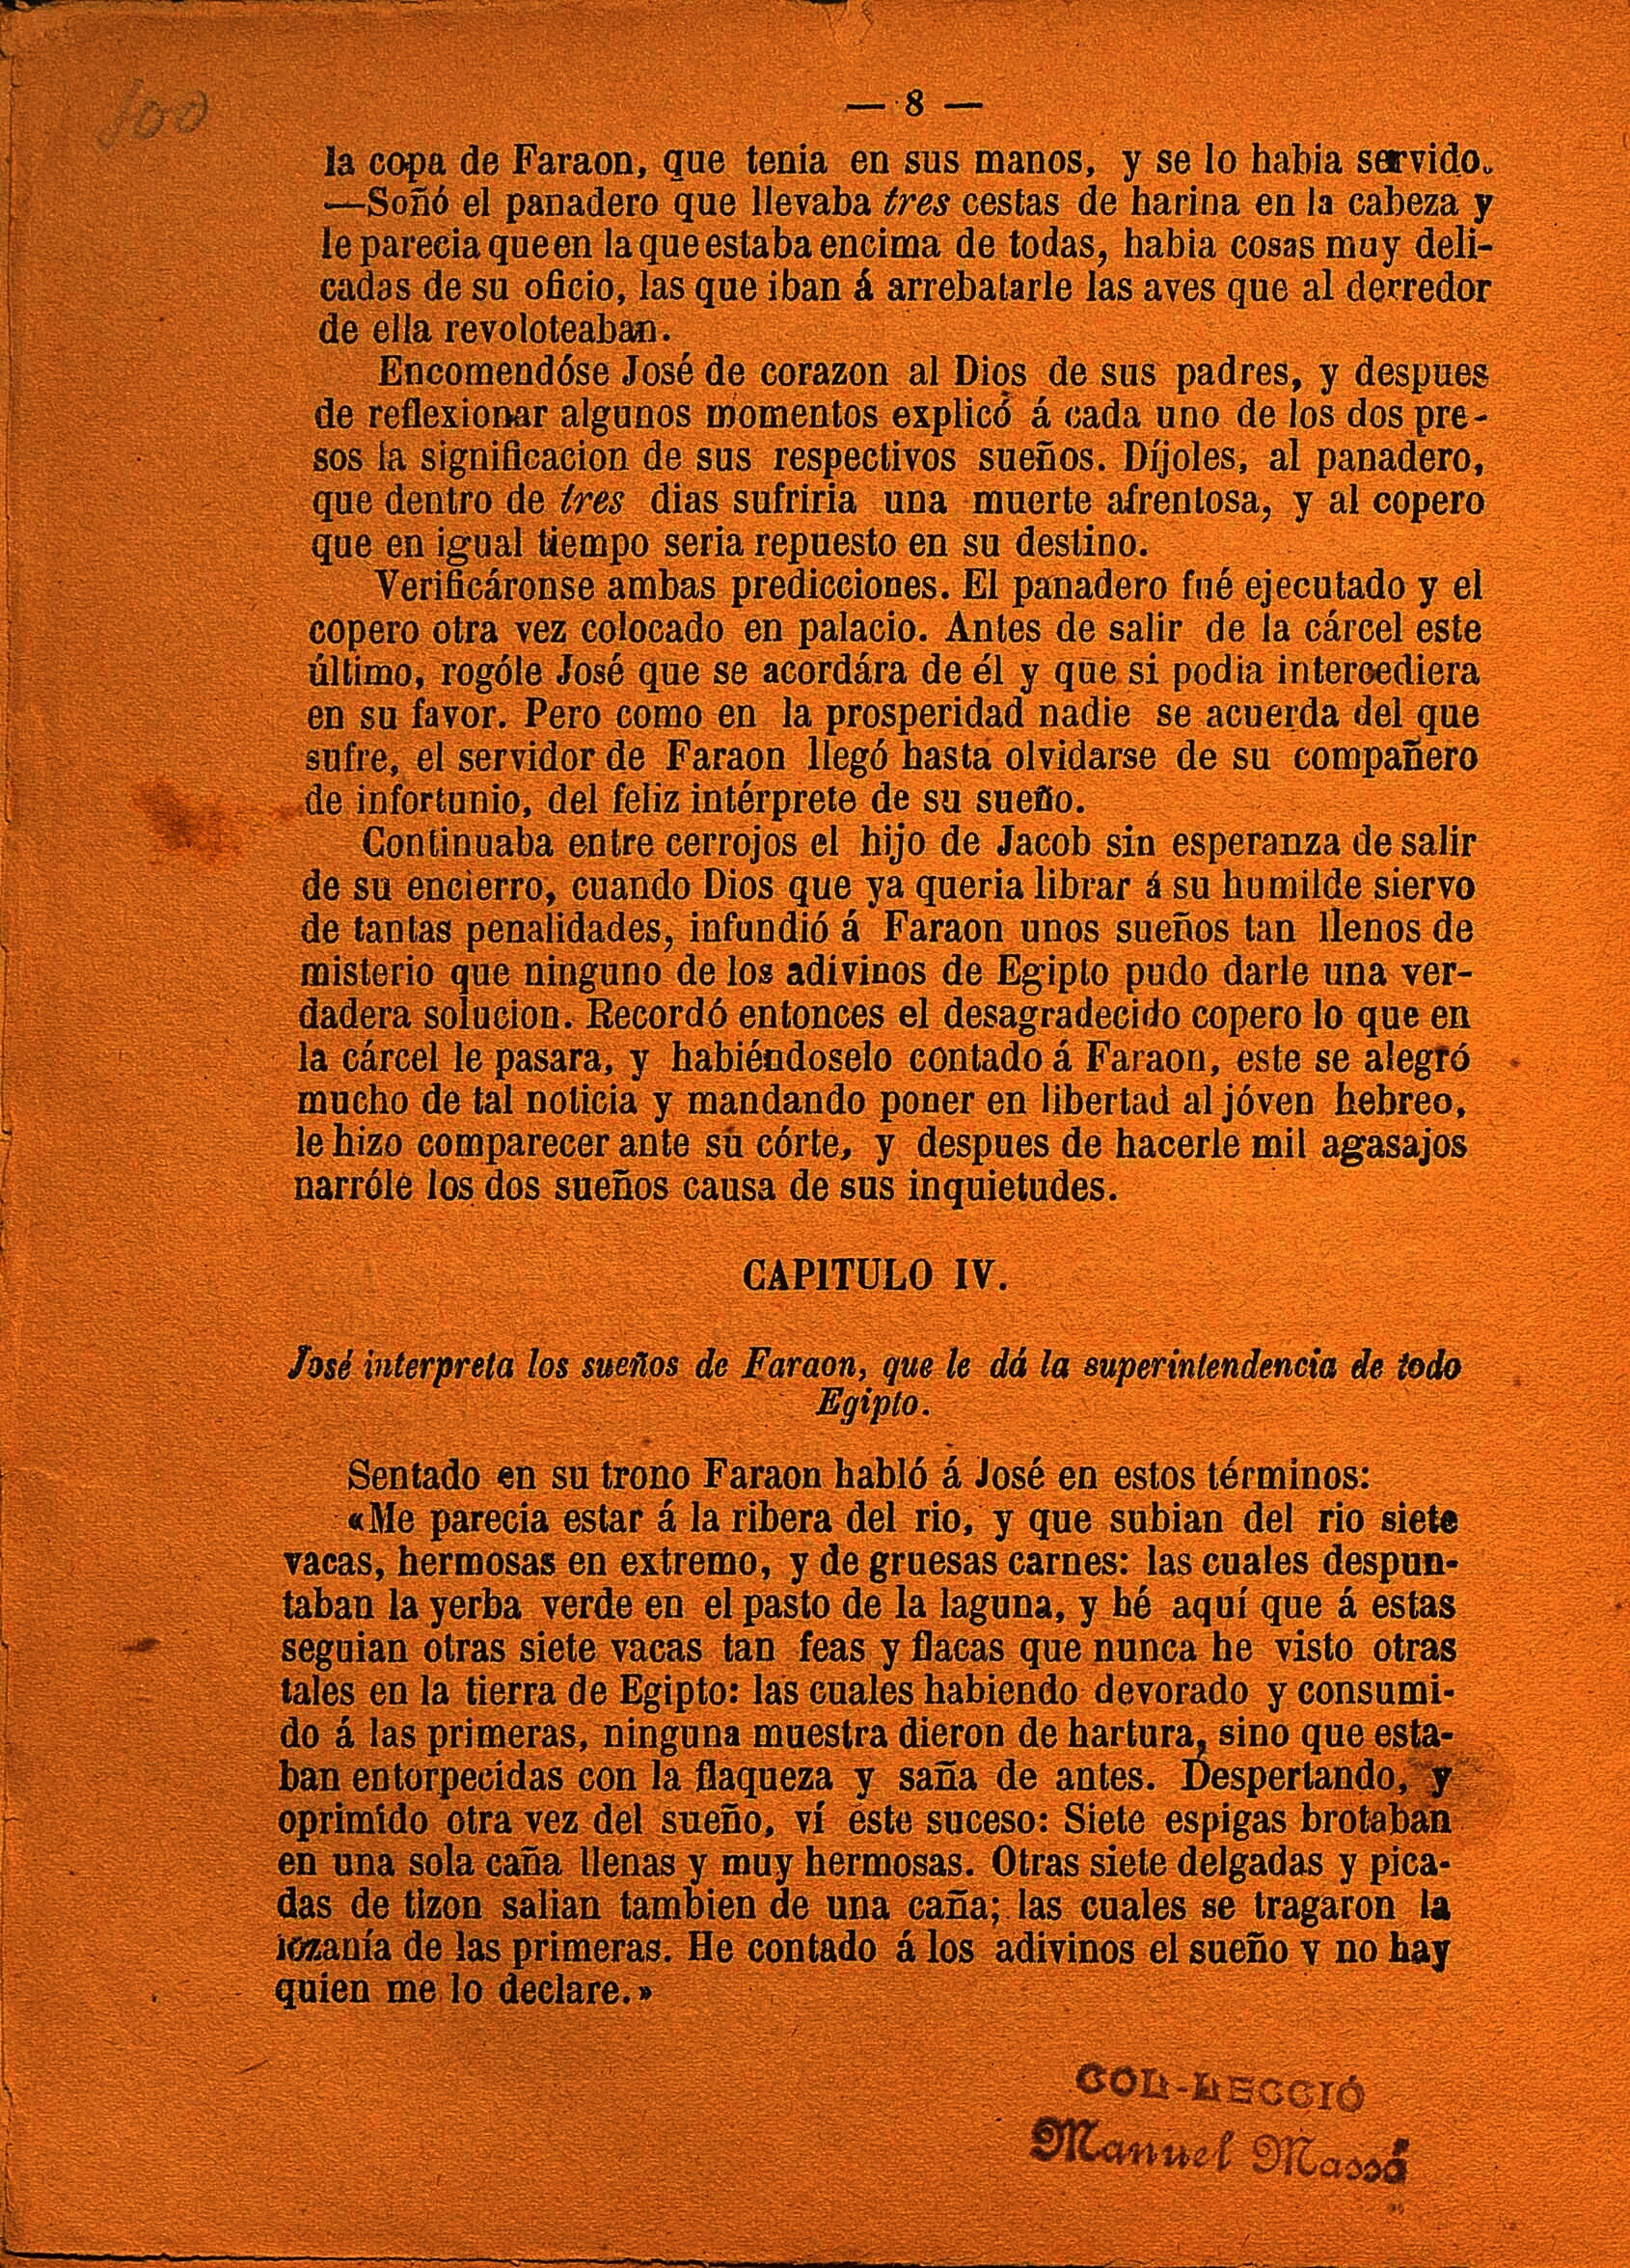 100
— 8 —
la copa de Faraon, que tenia en sus manos, y se lo habia servido.
—Soñó el panadero que llevaba tres cestas de harina en la cabeza y
le parecia que en la que estaba encima de todas, habia cosas muy deli-
cadas de su oficio, las que iban á arrebatarle las aves que al derredor
de ella revoloteaban.
Encomendóse José de corazon al Dios de sus padres, y despues
de reflexionar algunos momentos explicó á cada uno de los dos pre-
sos la significacion de sus respectivos sueños. Díjoles, al panadero,
que dentro de tres dias sufriria una muerte afrentosa, y al copero
que en igual tiempo seria repuesto en su destino.
Verificáronse ambas predicciones. El panadero fué ejecutado y el
copero otra vez colocado en palacio. Antes de salir de la cárcel este
último, rogóle José que se acordára de él y que si podia intercediera
en su favor. Pero como en la prosperidad nadie se acuerda del que
sufre, el servidor de Faraon llegó hasta olvidarse de su compañero
de infortunio, del feliz intérprete de su sueño.
Continuaba entre cerrojos el hijo de Jacob sin esperanza de salir
de su encierro, cuando Dios que ya queria librar á su humilde siervo
de tantas penalidades, infundió á Faraon unos sueños tan llenos de
misterio que ninguno de los adivinos de Egipto pudo darle una ver-
dadera solucion. Recordó entonces el desagradecido copero lo que en
la cárcel le pasara, y habiéndoselo contado á Faraon, este se alegró
mucho de tal noticia y mandando poner en libertad al jóven hebreo,
le hizo comparecer ante su córte, y despues de hacerle mil agasajos
narróle los dos sueños causa de sus inquietudes.
CAPITULO IV.
José interpreta los sueños de Faraon, que le dá la superintendencia de todo
Egipto.
Sentado en su trono Faraon habló á José en estos términos:
«Me parecia estar á la ribera del rio, y que subian del rio siete
vacas, hermosas en extremo, y de gruesas carnes: las cuales despun-
taban la yerba verde en el pasto de la laguna, y hé aquí que á estas
seguian otras siete vacas tan feas y flacas que nunca he visto otras
tales en la tierra de Egipto: las cuales habiendo devorado y consumi-
do á las primeras, ninguna muestra dieron de hartura, sino que esta-
ban entorpecidas con la flaqueza y saña de antes. Despertando, y
oprimido otra vez del sueño, ví este suceso: Siete espigas brotaban
en una sola caña llenas y muy hermosas. Otras siete delgadas y pica-
das de tizon salian tambien de una caña; las cuales se tragaron la
lozanía de las primeras. He contado á los adivinos el sueño y no hay
quien me lo declare.»
COL-LECCIÓ
Manuel Massó